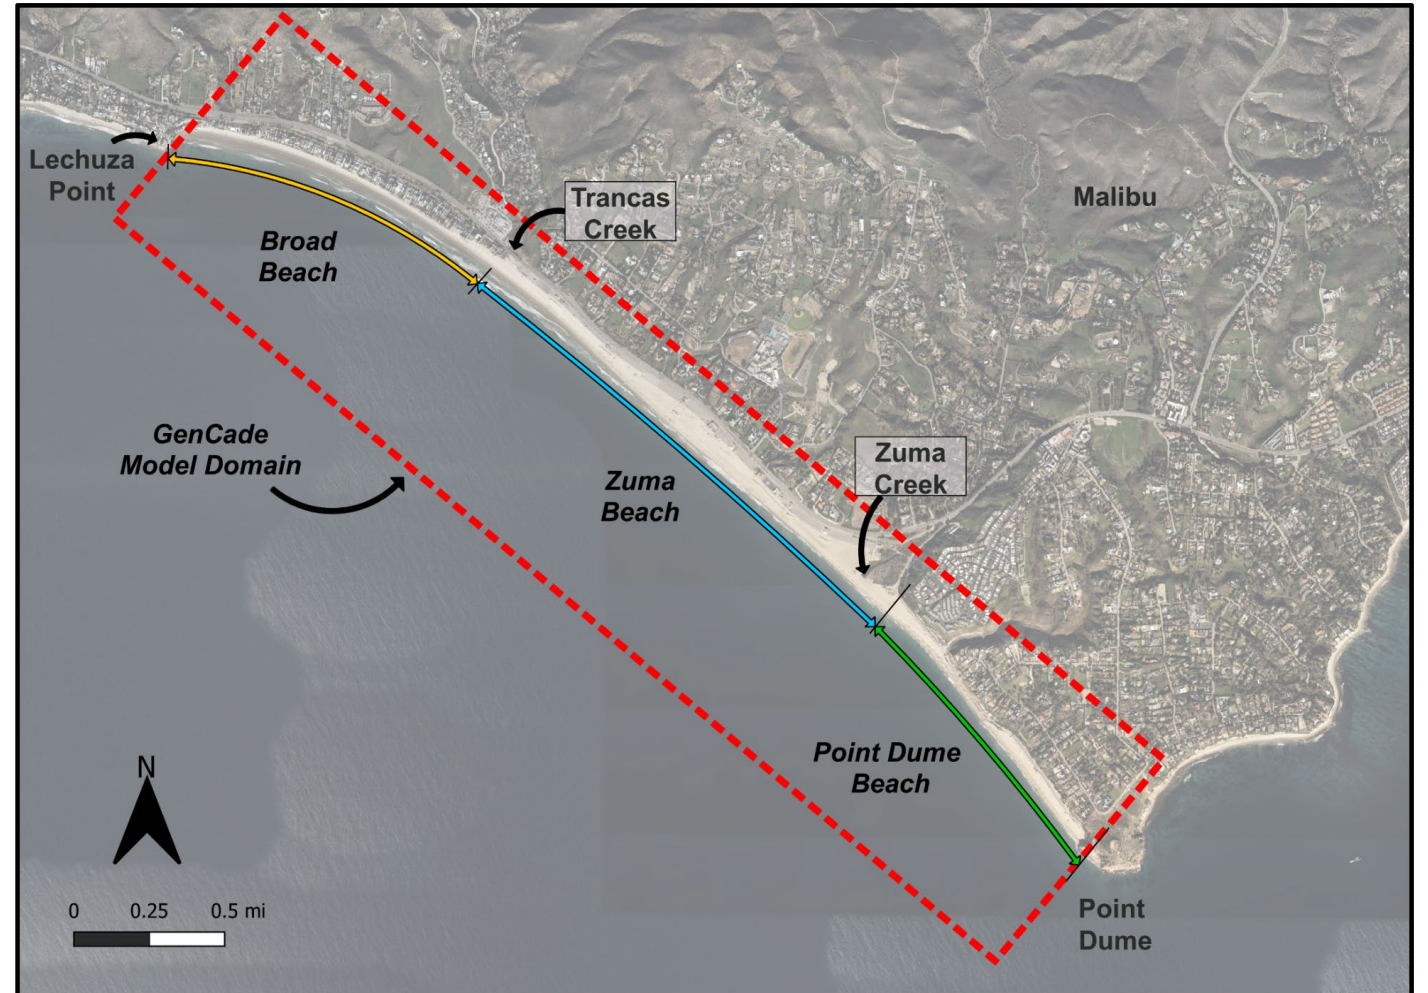 Lechuza
Point
Broad
Beach
Trancas
Creek
Malibu
GenCade
Model Domain
Zuma
Beach
Zuma
Creek
Point Dume
Beach
N
0 0.25 0.5 mi
Point
Dume